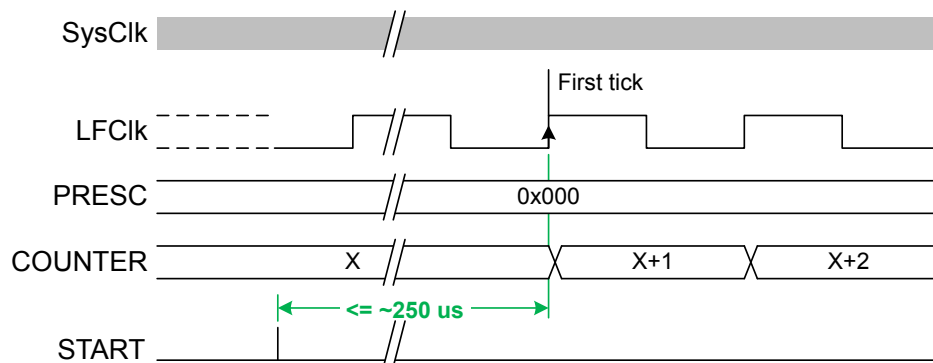 SysClk
First tick
LFClk
PRESC
0x000
COUNTER
X
X+1
X+2
<= ~250 us
START